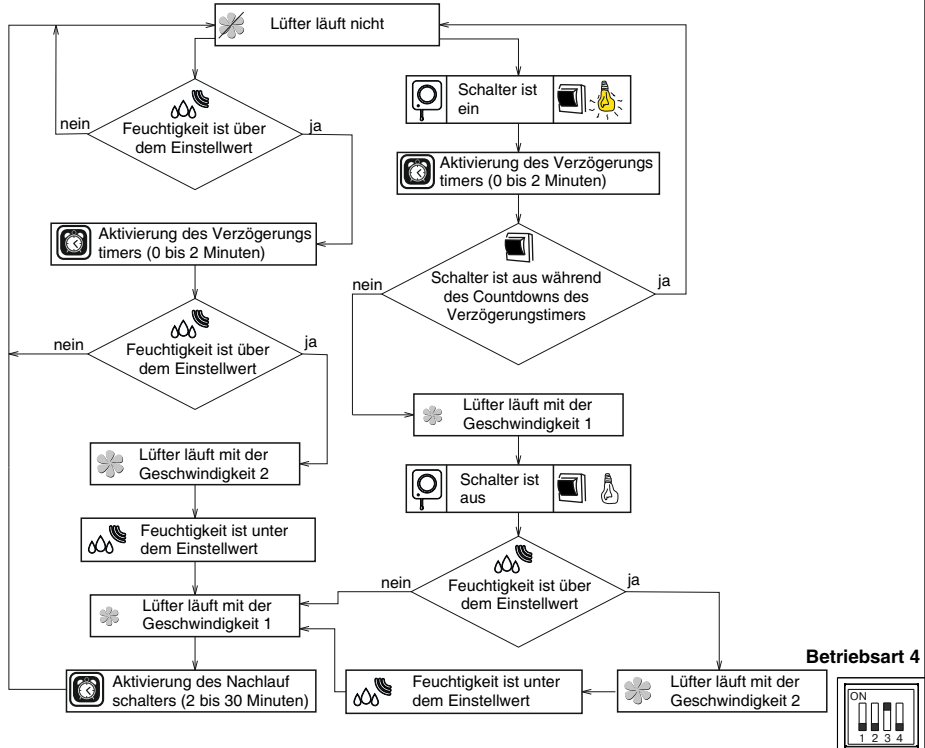 Lüfter läuft nicht
Schalter ist
ein
nein
Feuchtigkeit ist über
dem Einstellwert
ja
Aktivierung des Verzögerungs
timers (0 bis 2 Minuten)
Aktivierung des Verzögerungs
timers (0 bis 2 Minuten)
nein
Schalter ist aus während
des Countdowns des
Verzögerungstimers
ja
nein
Feuchtigkeit ist über
dem Einstellwert
ja
Lüfter läuft mit der
Geschwindigkeit 1
Lüfter läuft mit der
Geschwindigkeit 2
Schalter ist
aus
Feuchtigkeit ist unter
dem Einstellwert
nein
Feuchtigkeit ist über
dem Einstellwert
ja
Lüfter läuft mit der
Geschwindigkeit 1
Betriebsart 4
Aktivierung des Nachlauf
schalters (2 bis 30 Minuten)
Feuchtigkeit ist unter
dem Einstellwert
Lüfter läuft mit der
Geschwindigkeit 2
ON
1 2 3 4